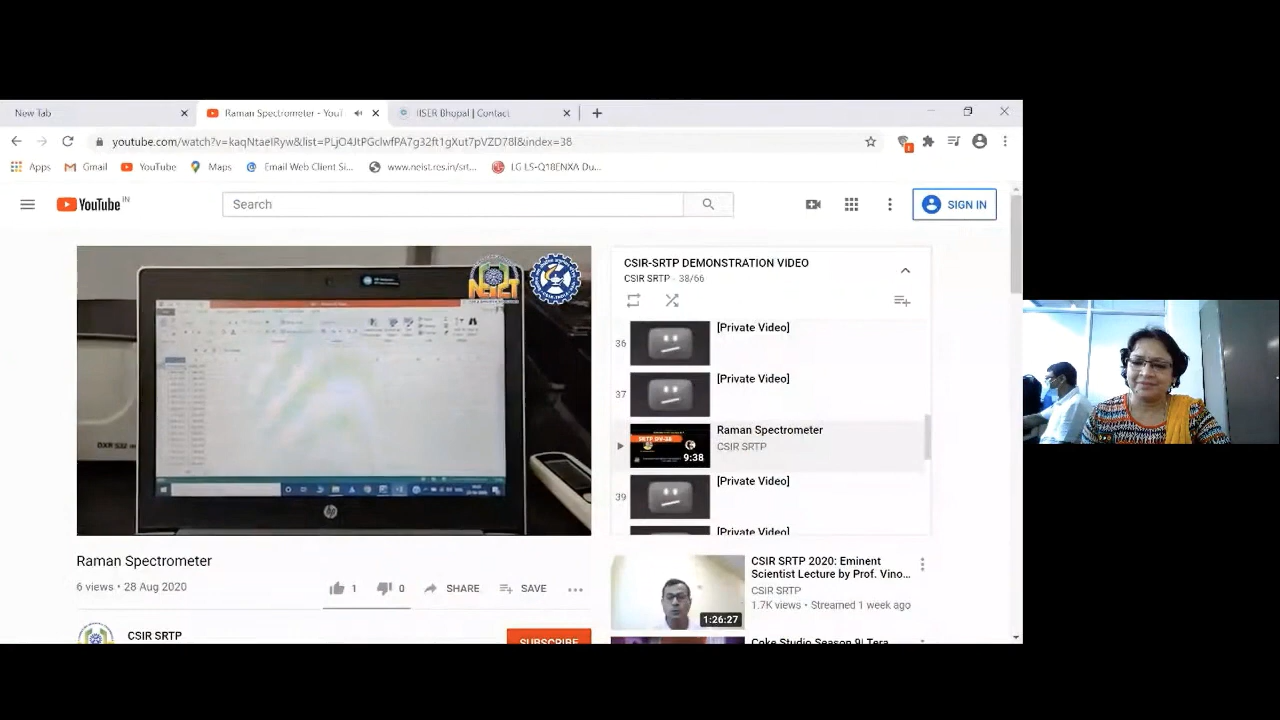 New Tab
Raman Spectrometer - YouT
IISER Bhopal | Contact
youtube.com/watch?v=kaqNtaeIRyw&list=PLjO4JtPGclwfPA7g32ft1gXut7pVZD78l&index=38
Apps
Gmail
YouTube
Maps
Email Web Client Si...
www.neist.res.in/srt...
LG LS-Q18ENXA Du...
YouTube IN
Search
SIGN IN
NEIST
DXR 532
hp
CSIR-SRTP DEMONSTRATION VIDEO
CSIR SRTP · 38/66
36
[Private Video]
37
[Private Video]
Raman Spectrometer
CSIR SRTP
9:38
39
[Private Video]
[Private Video]
Raman Spectrometer
6 views • 28 Aug 2020
1
0
SHARE
SAVE
CSIR SRTP
SUBSCRIBE
CSIR SRTP 2020: Eminent
Scientist Lecture by Prof. Vino...
CSIR SRTP
1.7K views • Streamed 1 week ago
1:26:27
Coke Studio Season 9| Tera